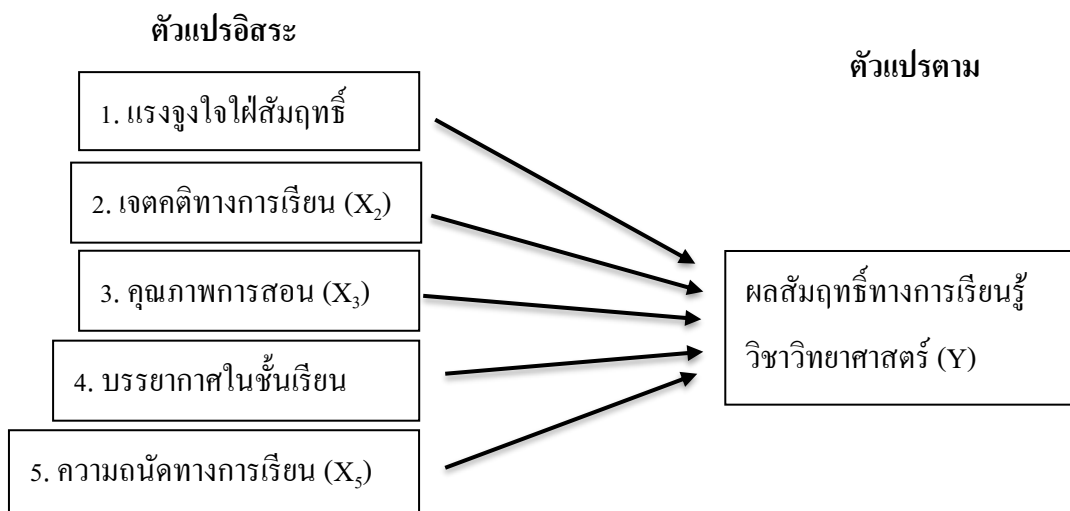 ตัวแปรอิสระ
1. แรงจูงใจใฝ่สัมฤทธิ์
2. เจตคติทางการเรียน (X₂)
3. คุณภาพการสอน (X₃)
4. บรรยากาศในชั้นเรียน
5. ความถนัดทางการเรียน (X₅)
ตัวแปรตาม
ผลสัมฤทธิ์ทางการเรียนรู้
วิชาวิทยาศาสตร์ (Y)